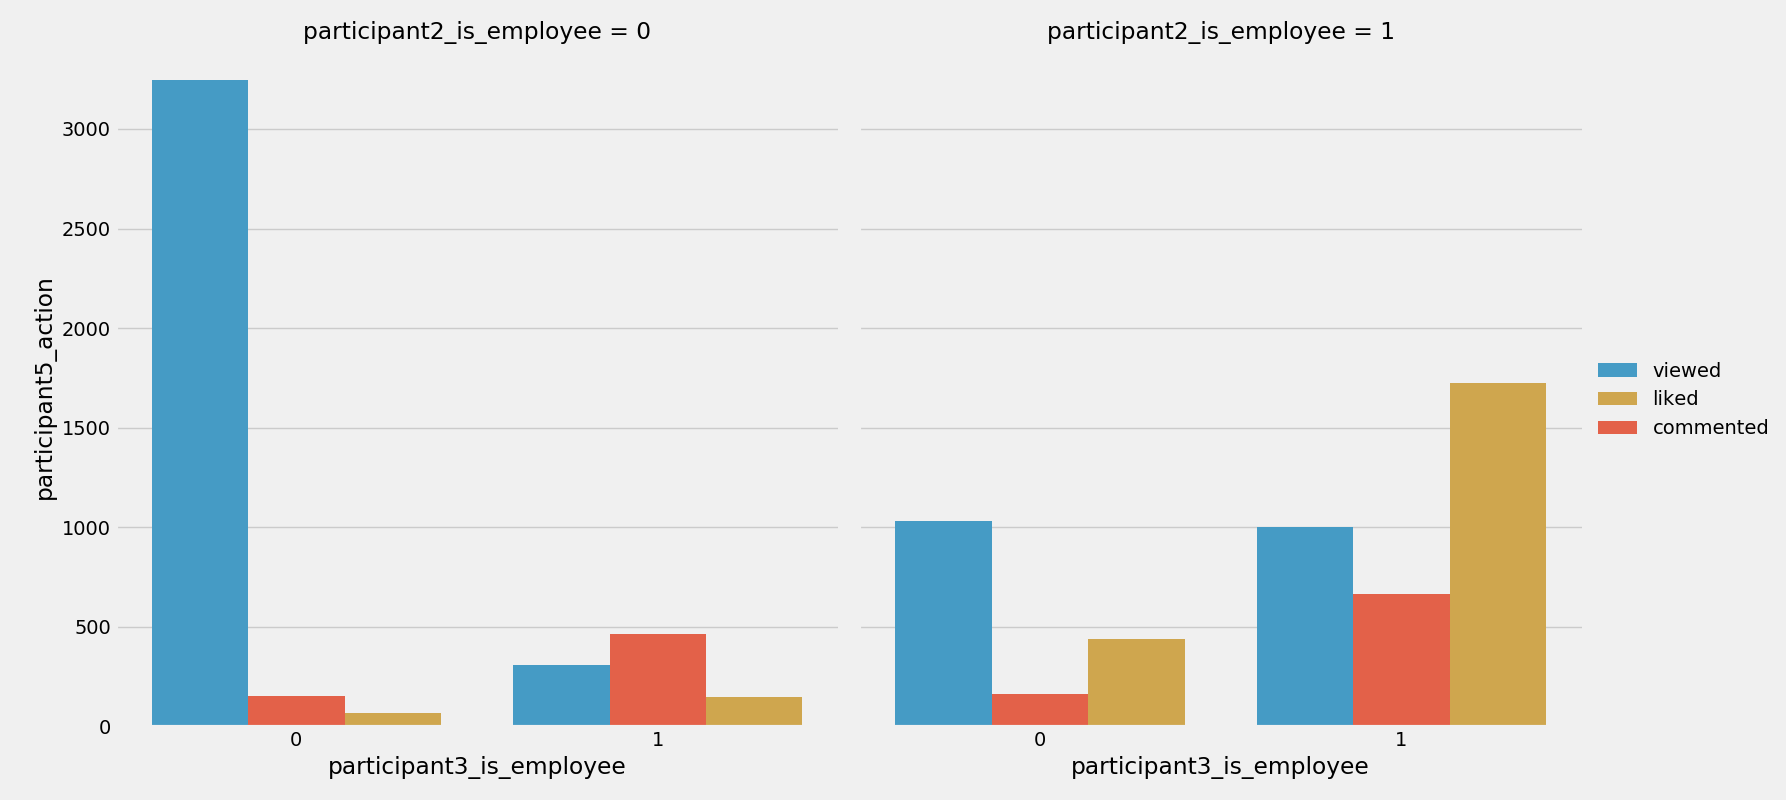 participant2_is_employee = 0
participant2_is_employee = 1
participant5_action
3000
2500
2000
1500
1000
500
0
0
1
participant3_is_employee
0
1
participant3_is_employee
viewed
liked
commented